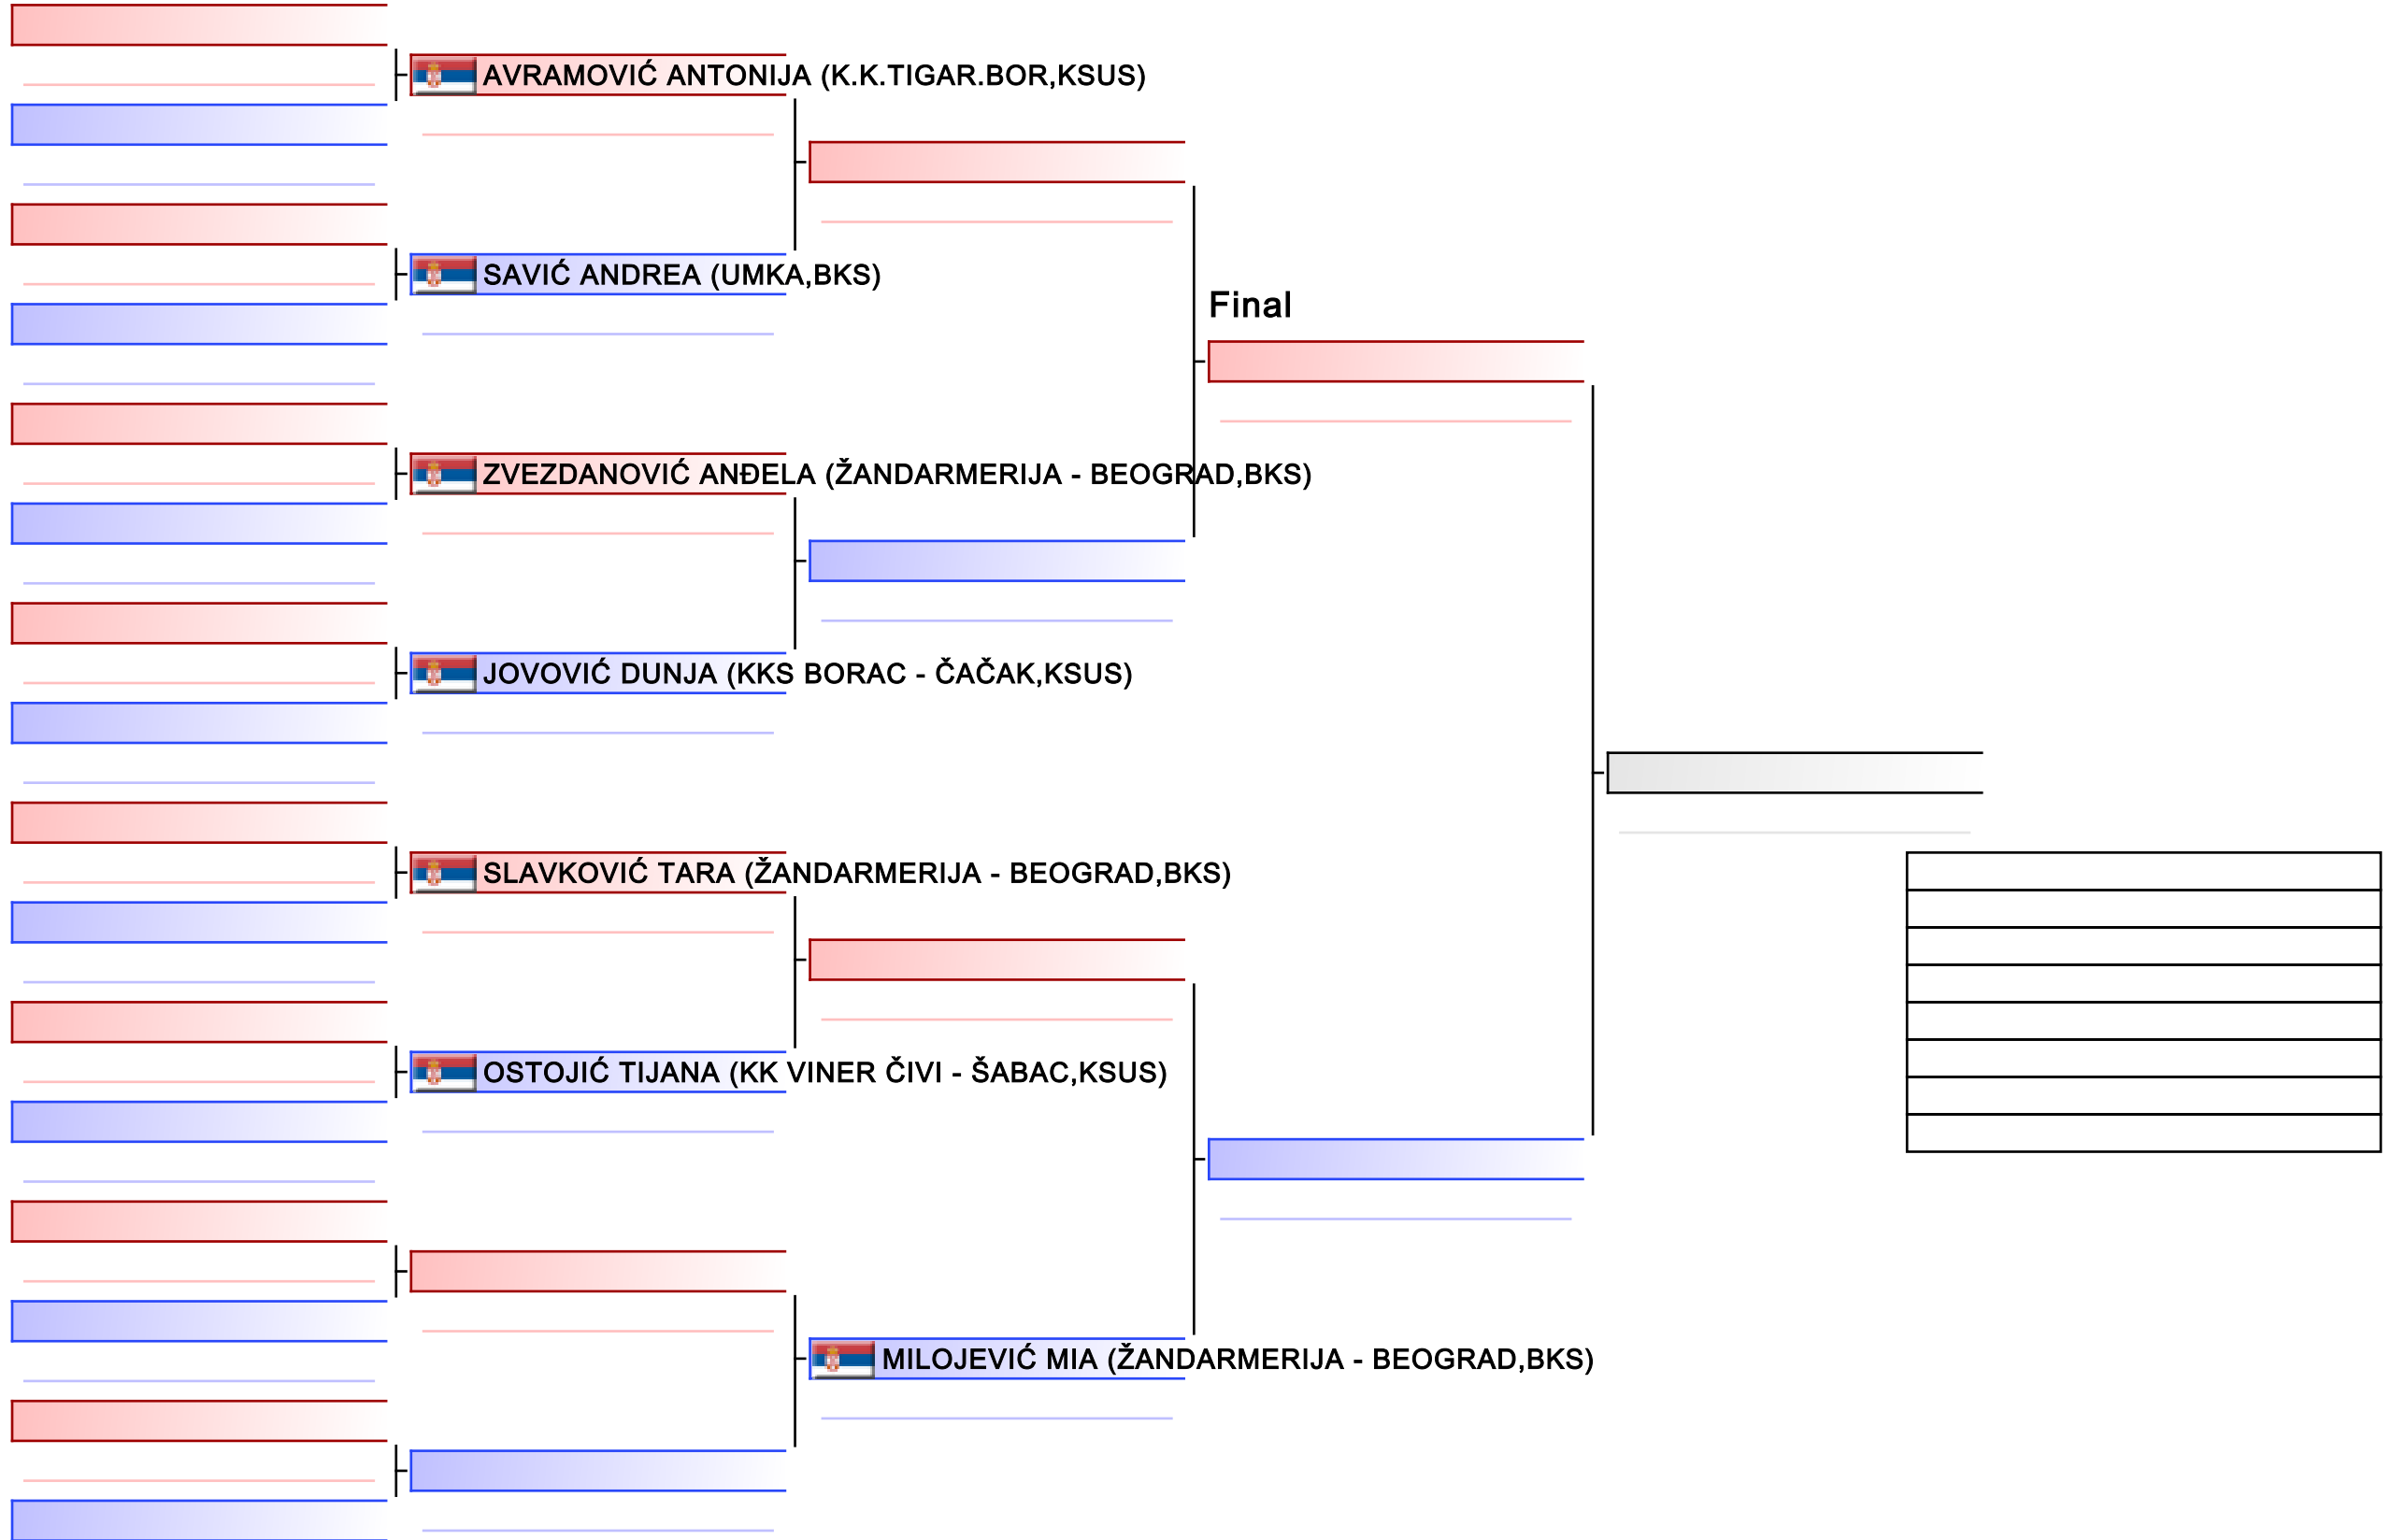 AVRAMOVIĆ ANTONIJA (K.K.TIGAR.BOR,KSUS)
SAVIĆ ANDREA (UMKA,BKS)
Final
ZVEZDANOVIĆ ANĐELA (ŽANDARMERIJA - BEOGRAD,BKS)
JOVOVIĆ DUNJA (KKS BORAC - ČAČAK,KSUS)
SLAVKOVIĆ TARA (ŽANDARMERIJA - BEOGRAD,BKS)
OSTOJIĆ TIJANA (KK VINER ČIVI - ŠABAC,KSUS)
MILOJEVIĆ MIA (ŽANDARMERIJA - BEOGRAD,BKS)